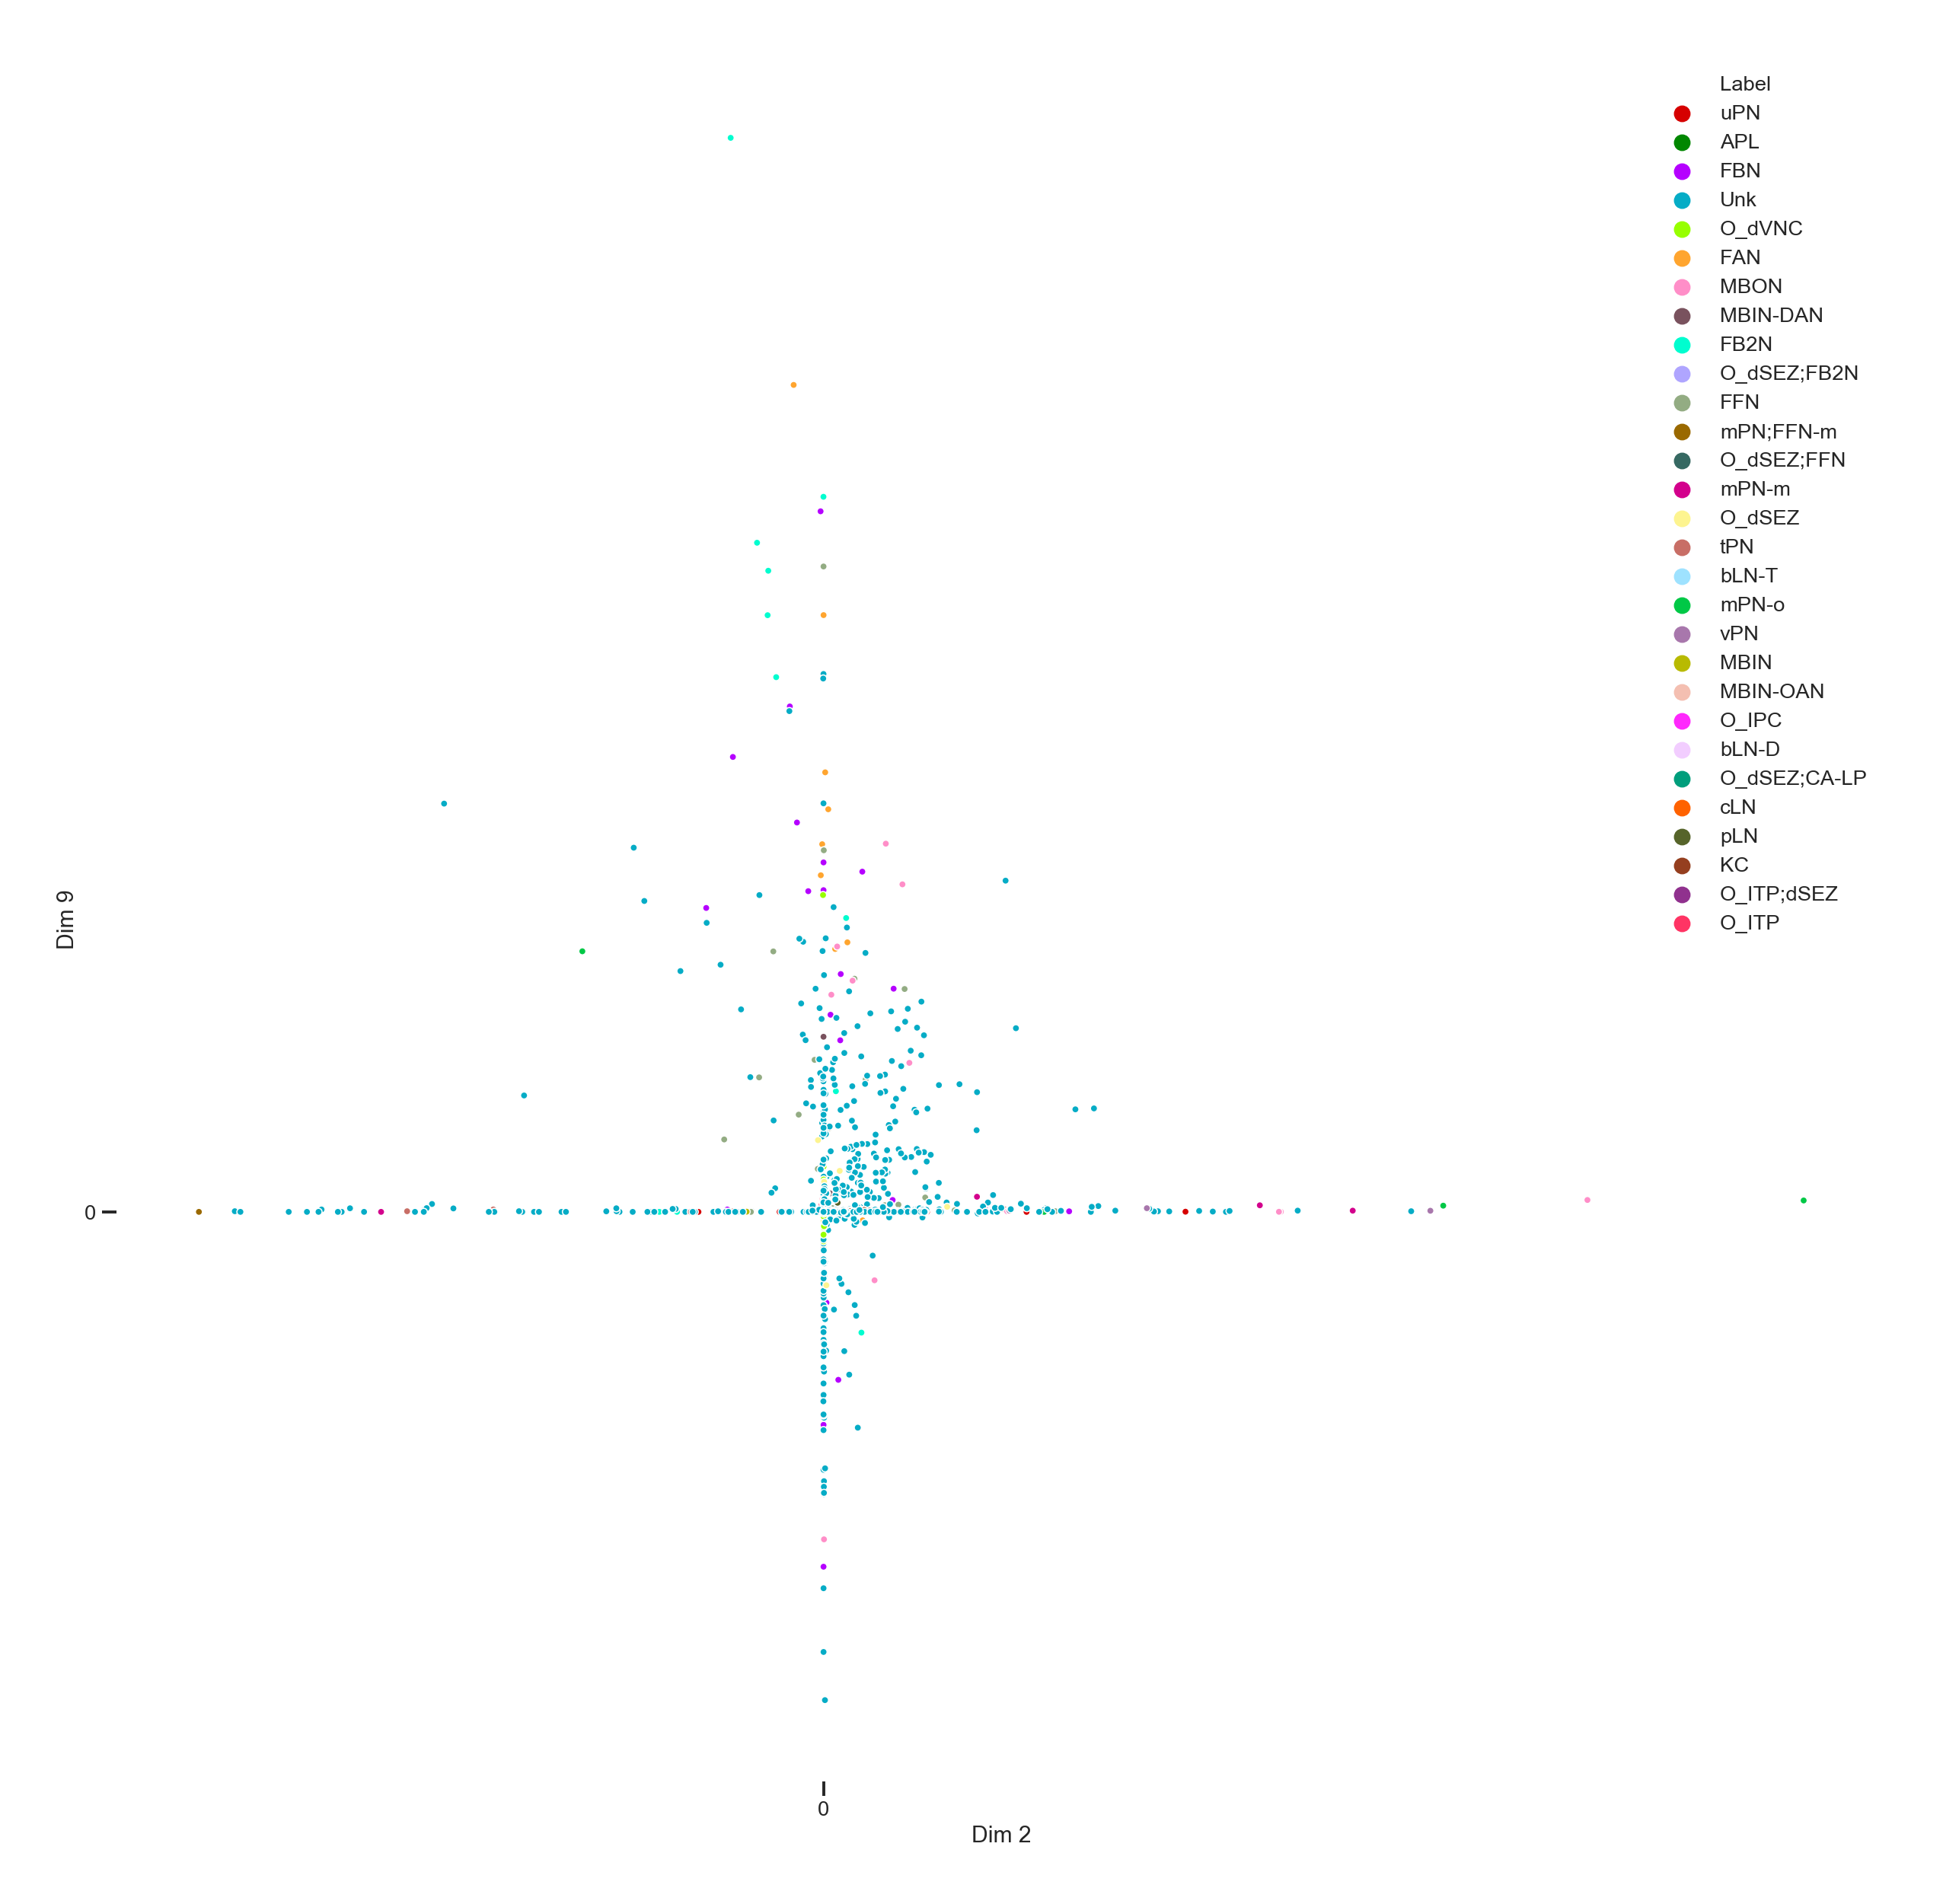 Label
uPN
APL
FBN
Unk
O_dVNC
FAN
MBON
MBIN-DAN
FB2N
O_dSEZ;FB2N
FFN
mPN;FFN-m
O_dSEZ;FFN
mPN-m
O_dSEZ
tPN
bLN-T
mPN-o
vPN
MBIN
MBIN-OAN
O_IPC
bLN-D
O_dSEZ;CA-LP
cLN
pLN
KC
O_ITP;dSEZ
O_ITP
Dim 9
0
0
Dim 2